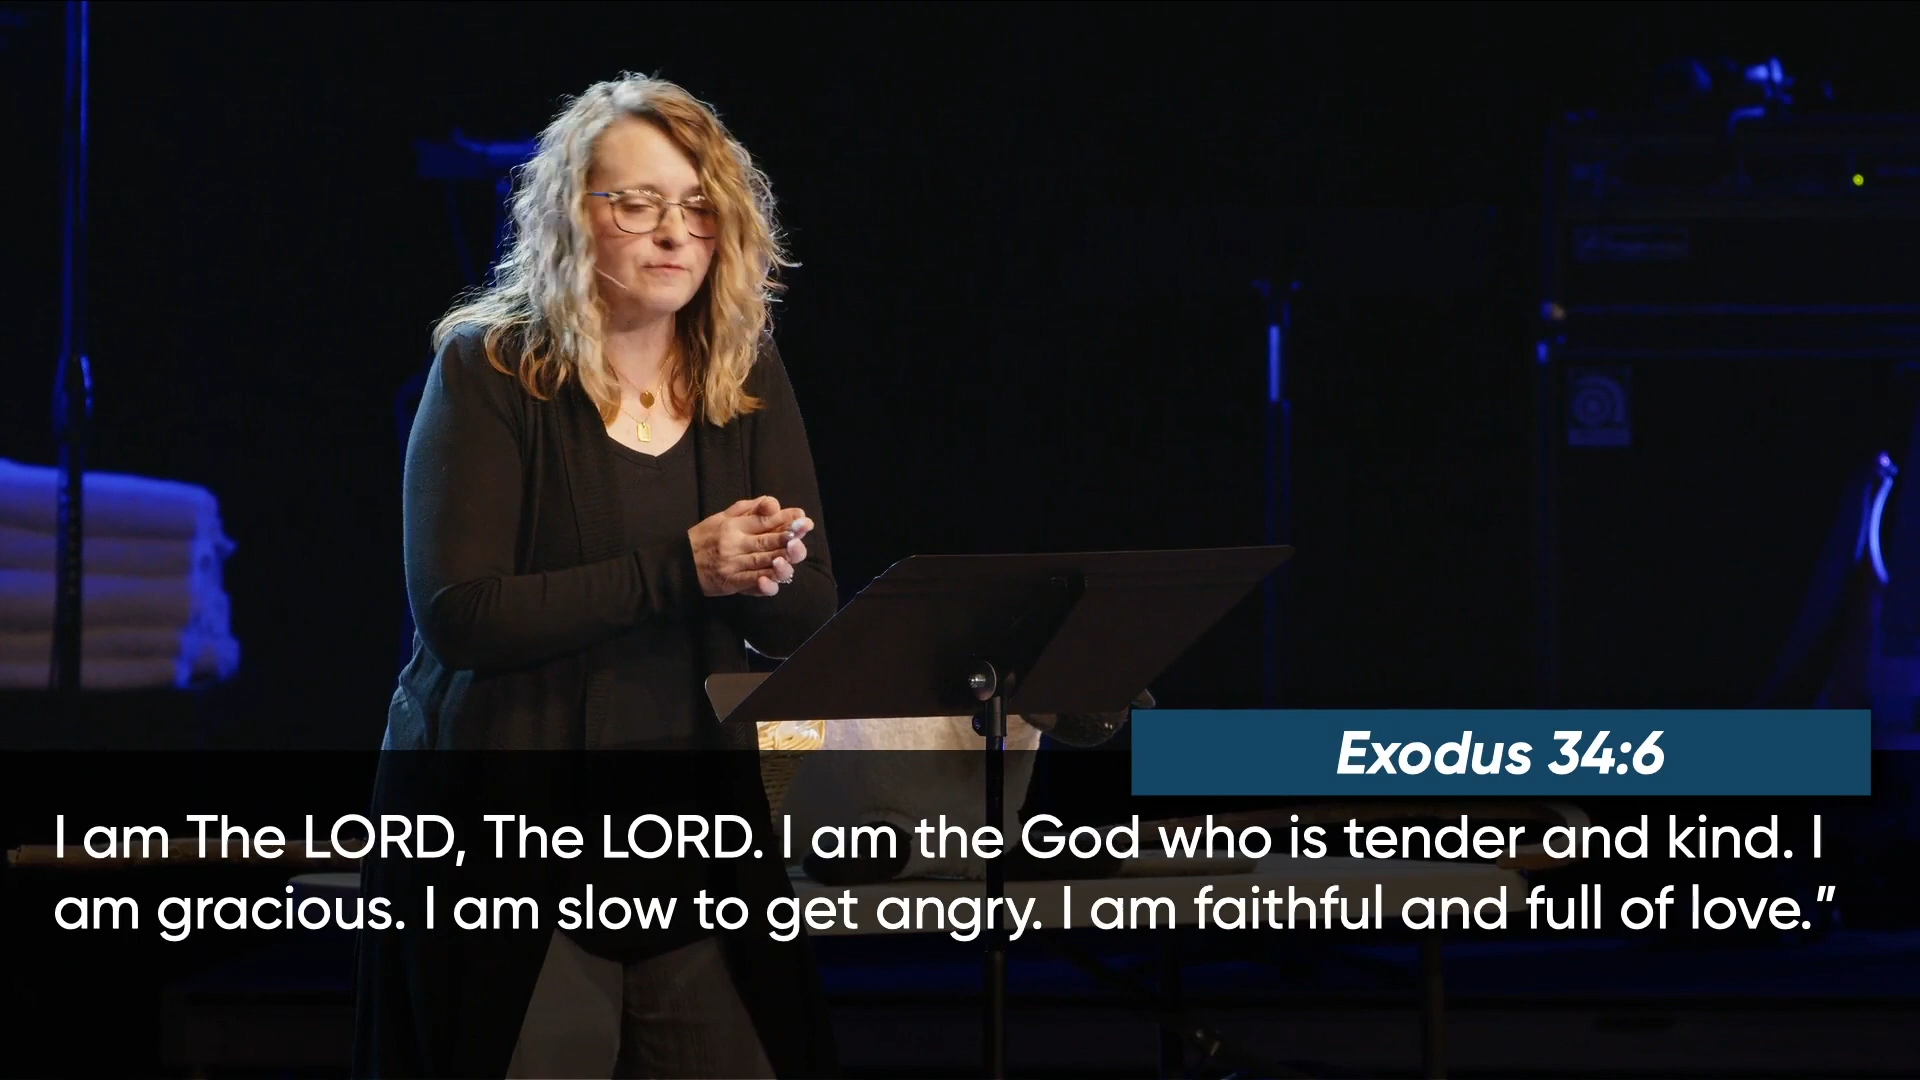 Exodus 34:6
I am The LORD, The LORD. I am the God who is tender and kind. I
am gracious. I am slow to get angry. I am faithful and full of love.”